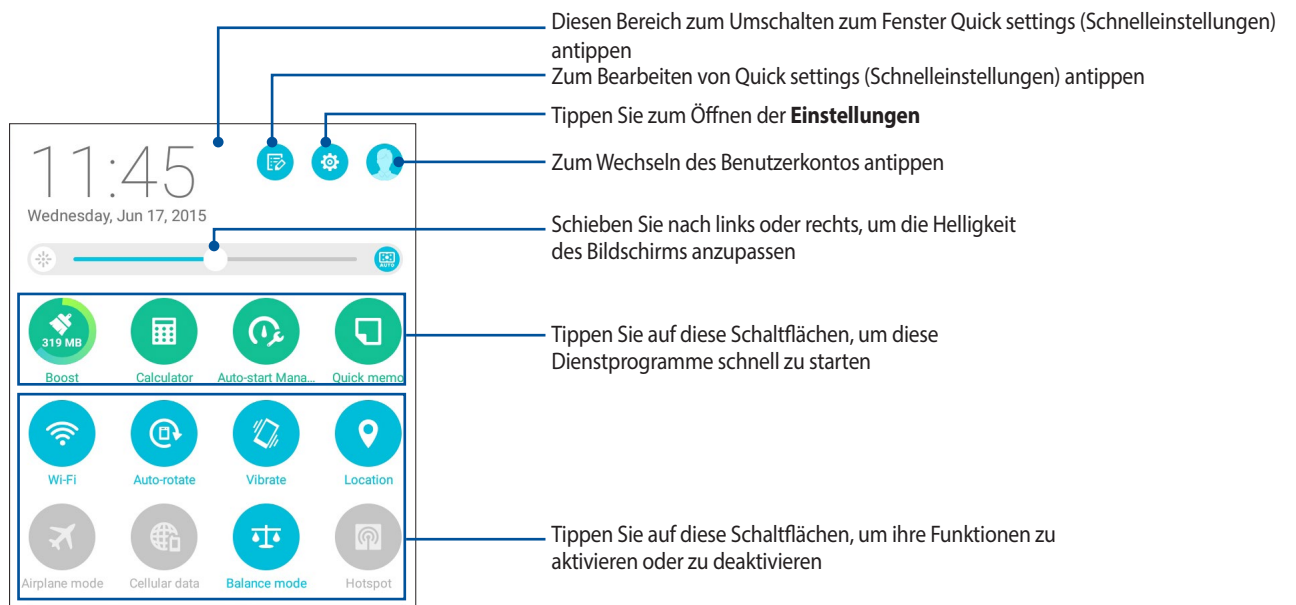 Diesen Bereich zum Umschalten zum Fenster Quick settings (Schnelleinstellungen)
antippen
Zum Bearbeiten von Quick settings (Schnelleinstellungen) antippen
Tippen Sie zum Öffnen der Einstellungen
Zum Wechseln des Benutzerkontos antippen
11:45
Wednesday, Jun 17, 2015
Schieben Sie nach links oder rechts, um die Helligkeit
des Bildschirms anzupassen
AUTO
319 MB
Boost Calculator Auto-start Mana... Quick memo
Tippen Sie auf diese Schaltflächen, um diese
Dienstprogramme schnell zu starten
Wi-Fi Auto-rotate Vibrate Location
Airplane mode Cellular data Balance mode Hotspot
Tippen Sie auf diese Schaltflächen, um ihre Funktionen zu
aktivieren oder zu deaktivieren